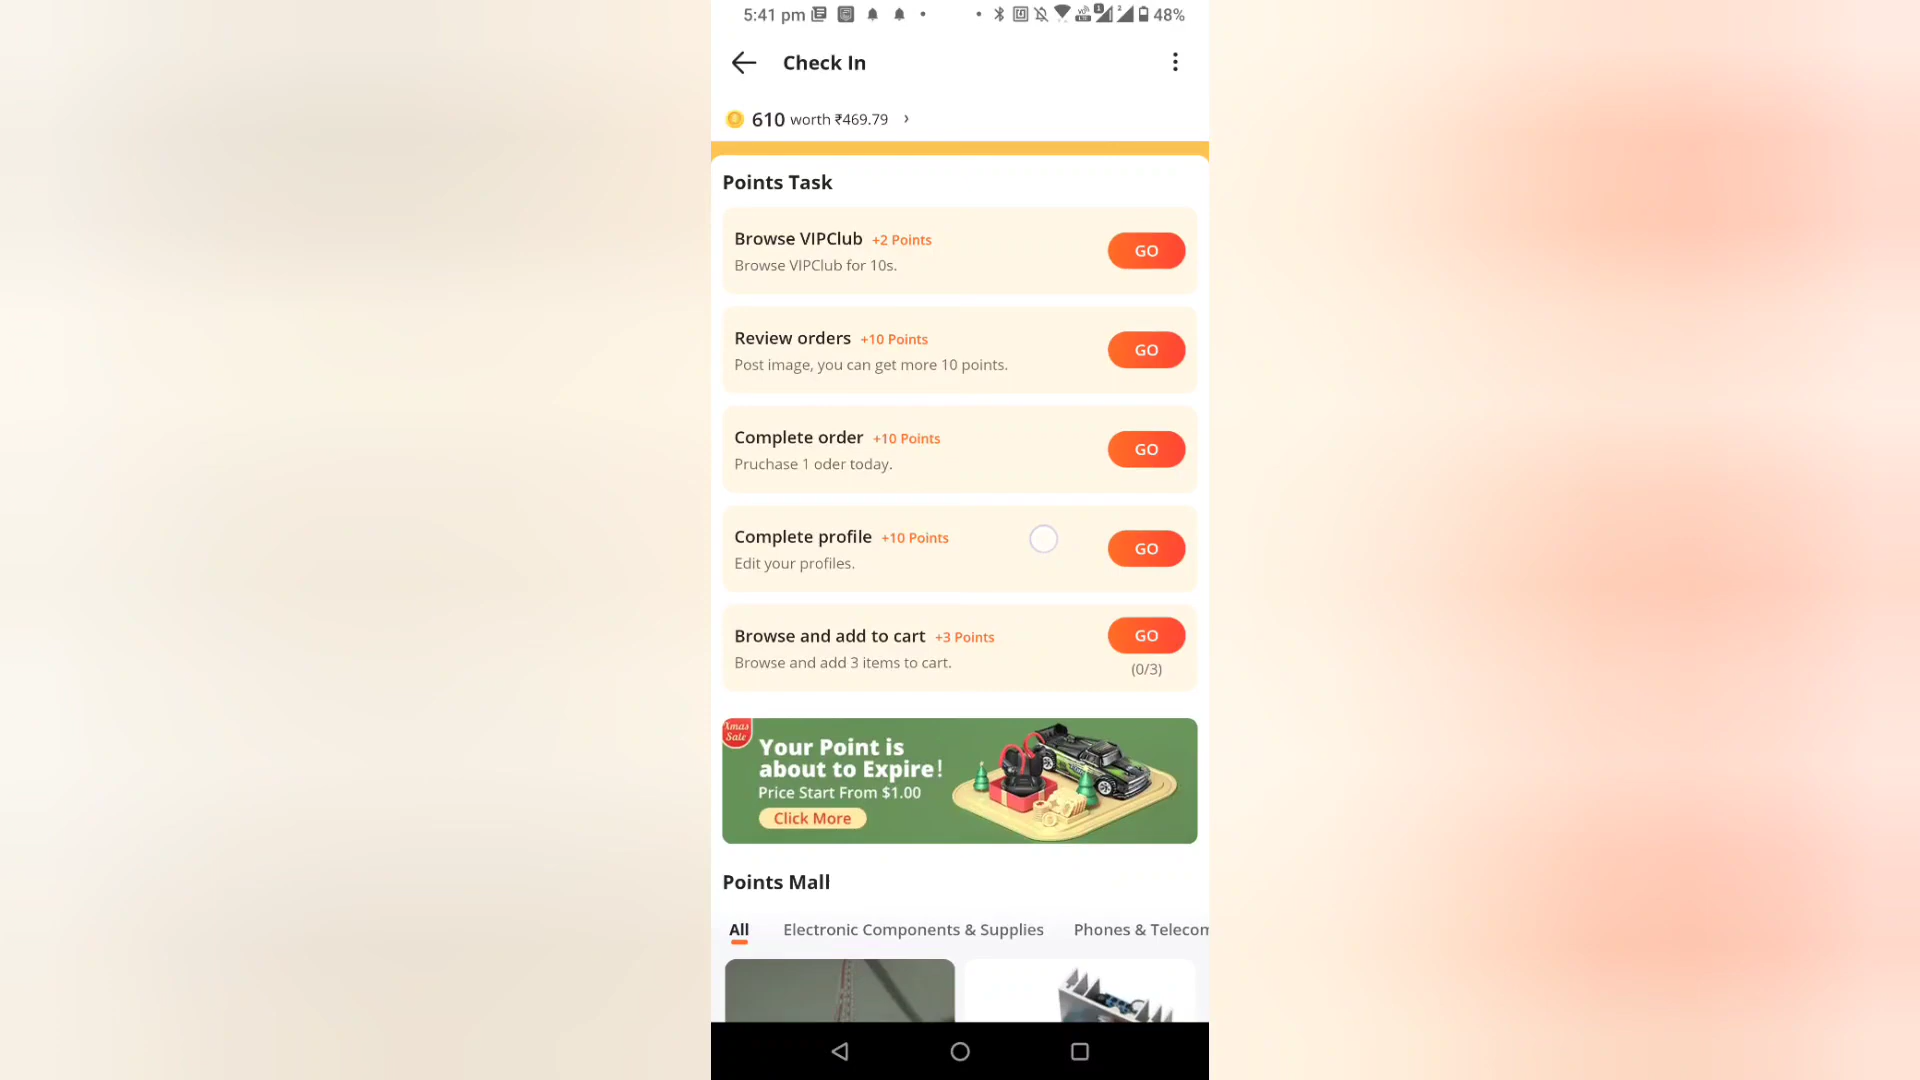 5:41 pm
48%
Check In
610 worth ₹469.79
Points Task
Browse VIPClub +2 Points
Browse VIPClub for 10s.
GO
Review orders +10 Points
Post image, you can get more 10 points.
GO
Complete order +10 Points
Pruchase 1 oder today.
GO
Complete profile +10 Points
Edit your profiles.
GO
Browse and add to cart +3 Points
Browse and add 3 items to cart.
GO
(0/3)
Xmas
Sale
Your Point is
about to Expire!
Price Start From $1.00
Click More
Points Mall
All Electronic Components & Supplies Phones & Telecom